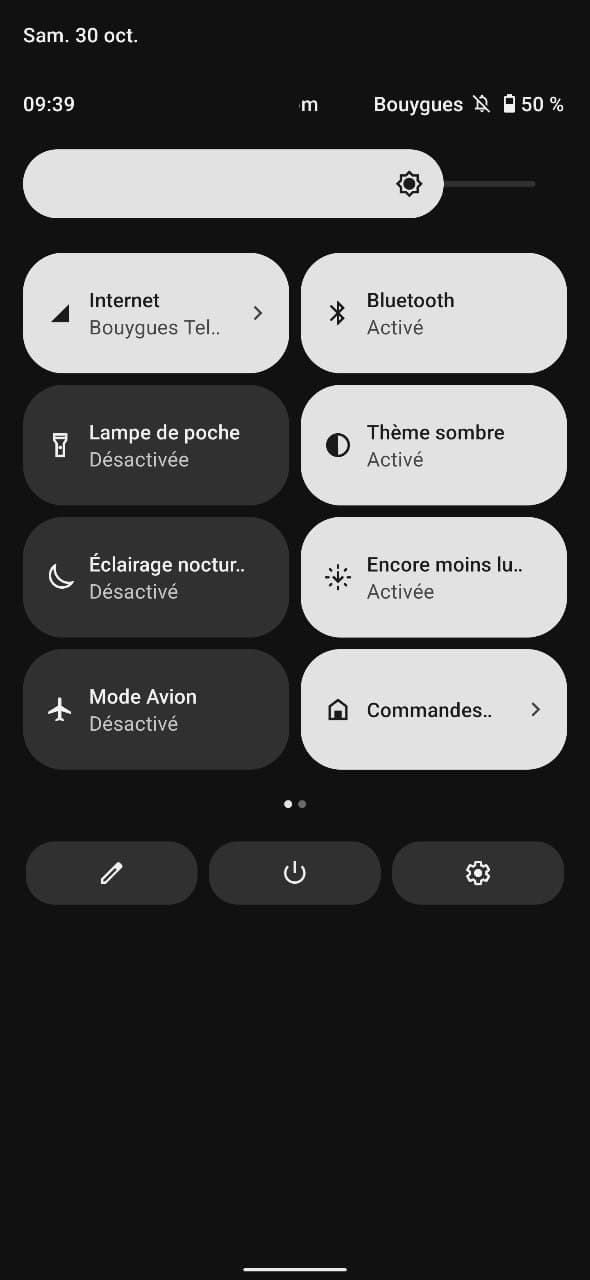 Sam. 30 oct.
09:39 m Bouygues 50 %
Internet
Bouygues Tel..
Bluetooth
Activé
Lampe de poche
Désactivée
Thème sombre
Activé
Éclairage noctur..
Désactivé
Encore moins lu..
Activée
Mode Avion
Désactivé
Commandes..